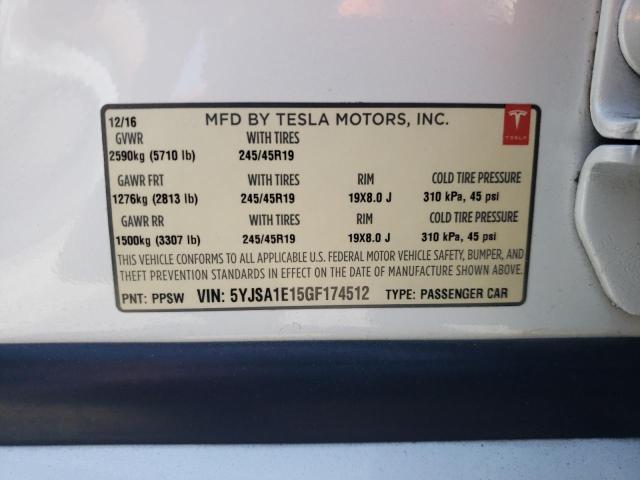 12/16 MFD BY TESLA MOTORS, INC.
TESLA
GVWR WITH TIRES
2590kg (5710 lb) 245/45R19
GAWR FRT WITH TIRES RIM COLD TIRE PRESSURE
1276kg (2813 lb) 245/45R19 19X8.0 J 310 kPa, 45 psi
GAWR RR WITH TIRES RIM COLD TIRE PRESSURE
1500kg (3307 lb) 245/45R19 19X8.0 J 310 kPa, 45 psi
THIS VEHICLE CONFORMS TO ALL APPLICABLE U.S. FEDERAL MOTOR VEHICLE SAFETY, BUMPER, AND
THEFT PREVENTION STANDARDS IN EFFECT ON THE DATE OF MANUFACTURE SHOWN ABOVE.
PNT: PPSW VIN: 5YJSA1E15GF174512 TYPE: PASSENGER CAR